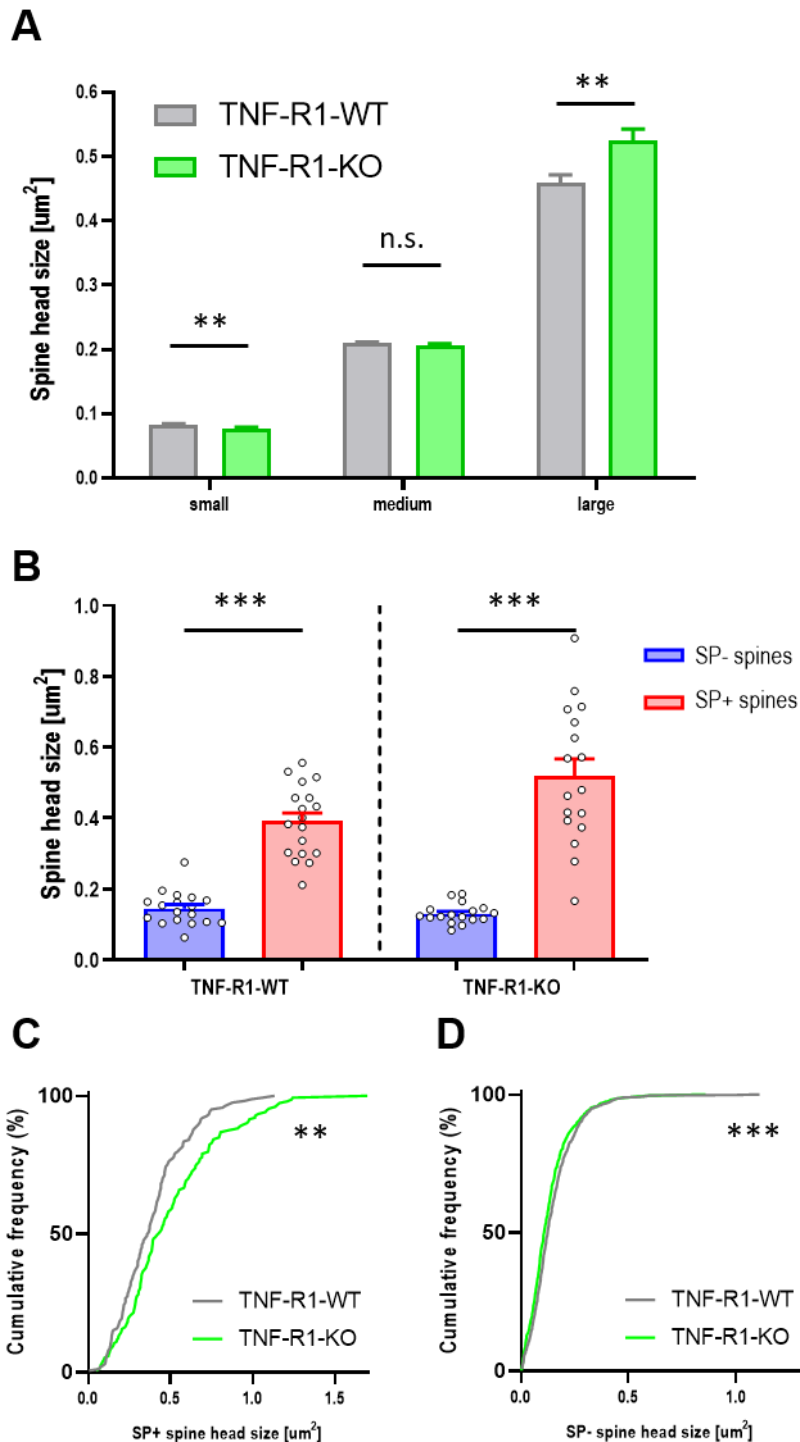 A
Spine head size [um²]
0.6
0.5
0.4
0.3
0.2
0.1
0.0
TNF-R1-WT
TNF-R1-KO
**
n.s.
**
small
medium
large
B
Spine head size [um²]
1.0
0.8
0.6
0.4
0.2
0.0
***
***
SP- spines
SP+ spines
TNF-R1-WT
TNF-R1-KO
C
Cumulative frequency (%)
100
50
0
**
TNF-R1-WT
TNF-R1-KO
0.0
0.5
1.0
1.5
SP+ spine head size [um²]
D
Cumulative frequency (%)
100
50
0
***
TNF-R1-WT
TNF-R1-KO
0.0
0.5
1.0
SP- spine head size [um²]